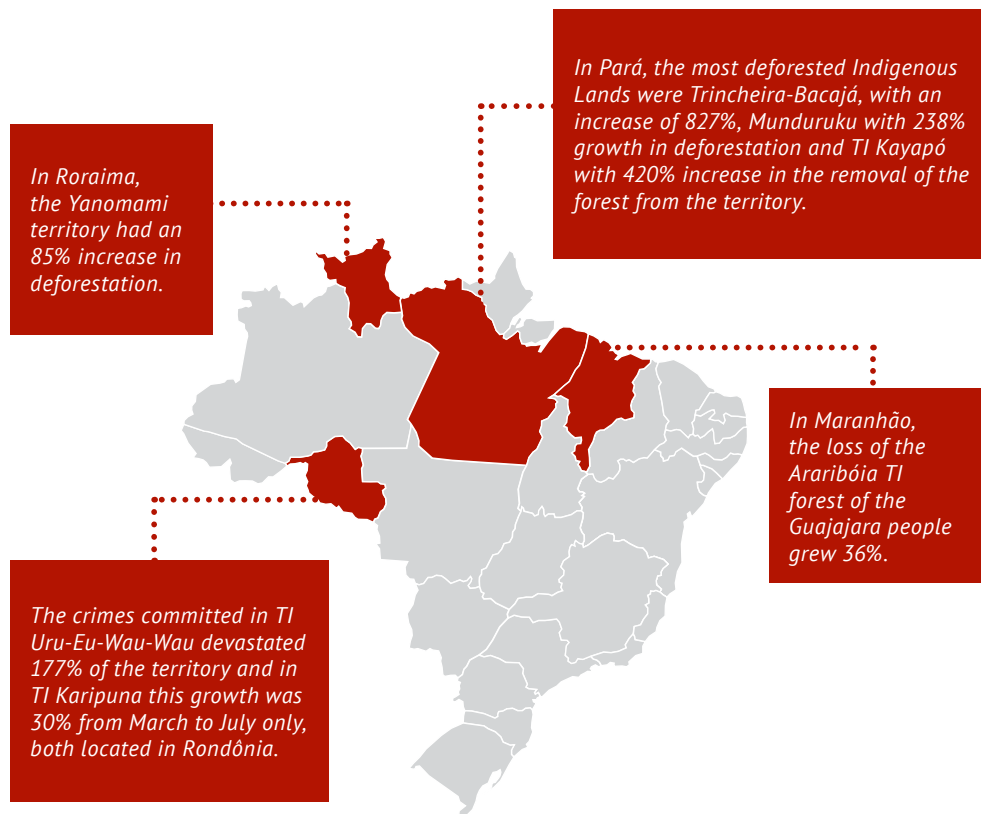 In Pará, the most deforested Indigenous
Lands were Trincheira-Bacajá, with an
increase of 827%, Munduruku with 238%
growth in deforestation and TI Kayapó
with 420% increase in the removal of the
forest from the territory.
In Roraima,
the Yanomami
territory had an
85% increase in
deforestation.
In Maranhão,
the loss of the
Araribóia TI
forest of the
Guajajara people
grew 36%.
The crimes committed in TI
Uru-Eu-Wau-Wau devastated
177% of the territory and in
TI Karipuna this growth was
30% from March to July only,
both located in Rondônia.